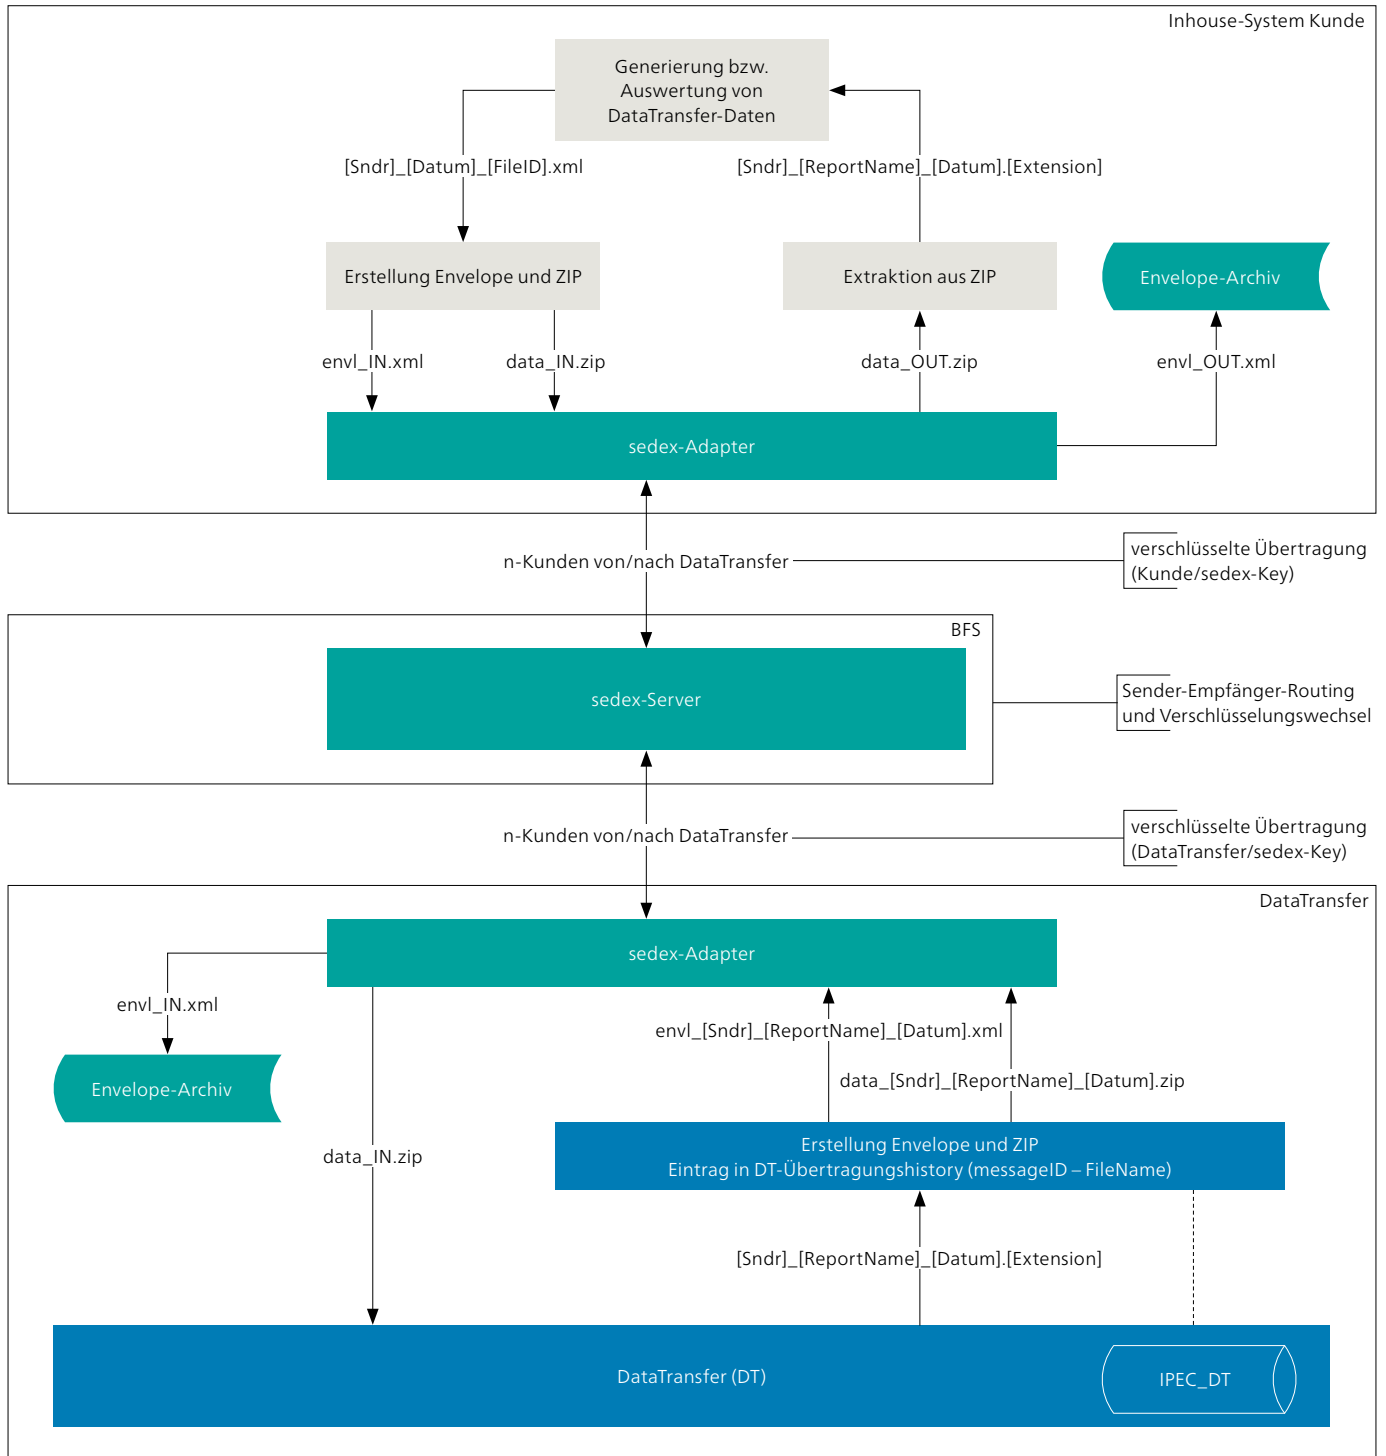 Inhouse-System Kunde
Generierung bzw.
Auswertung von
DataTransfer-Daten
[Sndr]_[Datum]_[FileID].xml
[Sndr]_[ReportName]_[Datum].[Extension]
Erstellung Envelope und ZIP
Extraktion aus ZIP
Envelope-Archiv
envl_IN.xml
data_IN.zip
data_OUT.zip
envl_OUT.xml
sedex-Adapter
n-Kunden von/nach DataTransfer
verschlüsselte Übertragung
(Kunde/sedex-Key)
BFS
sedex-Server
Sender-Empfänger-Routing
und Verschlüsselungswechsel
n-Kunden von/nach DataTransfer
verschlüsselte Übertragung
(DataTransfer/sedex-Key)
DataTransfer
sedex-Adapter
envl_IN.xml
envl_[Sndr]_[ReportName]_[Datum].xml
data_[Sndr]_[ReportName]_[Datum].zip
Envelope-Archiv
data_IN.zip
Erstellung Envelope und ZIP
Eintrag in DT-Übertragungshistory (messageID – FileName)
[Sndr]_[ReportName]_[Datum].[Extension]
DataTransfer (DT)
IPEC_DT